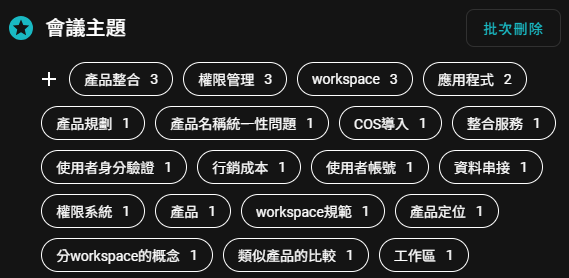 會議主題 批次刪除
+ 產品整合 3 權限管理 3 workspace 3 應用程式 2
產品規劃 1 產品名稱統一性問題 1 COS導入 1 整合服務 1
使用者身分驗證 1 行銷成本 1 使用者帳號 1 資料串接 1
權限系統 1 產品 1 workspace規範 1 產品定位 1
分workspace的概念 1 類似產品的比較 1 工作區 1